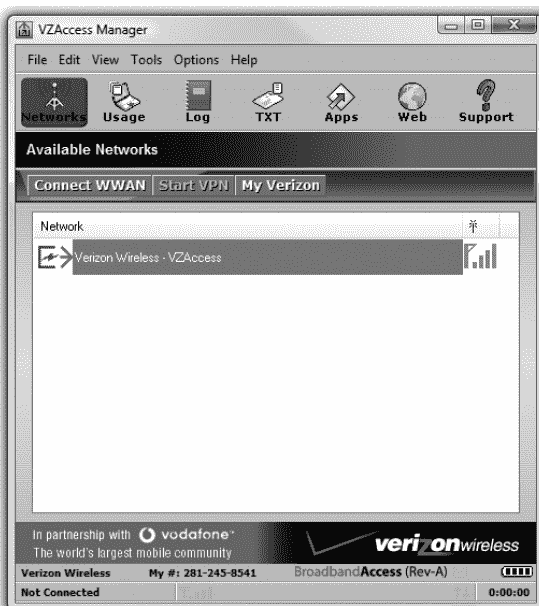 VZAccess Manager
File Edit View Tools Options Help
Networks Usage Log TXT Apps Web Support
Available Networks
Connect WWAN Start VPN My Verizon
Network
Verizon Wireless - VZAccess
In partnership with vodafone
The world's largest mobile community
verizonwireless
Verizon Wireless My #: 281-245-8541 BroadbandAccess (Rev-A)
Not Connected 0:00:00